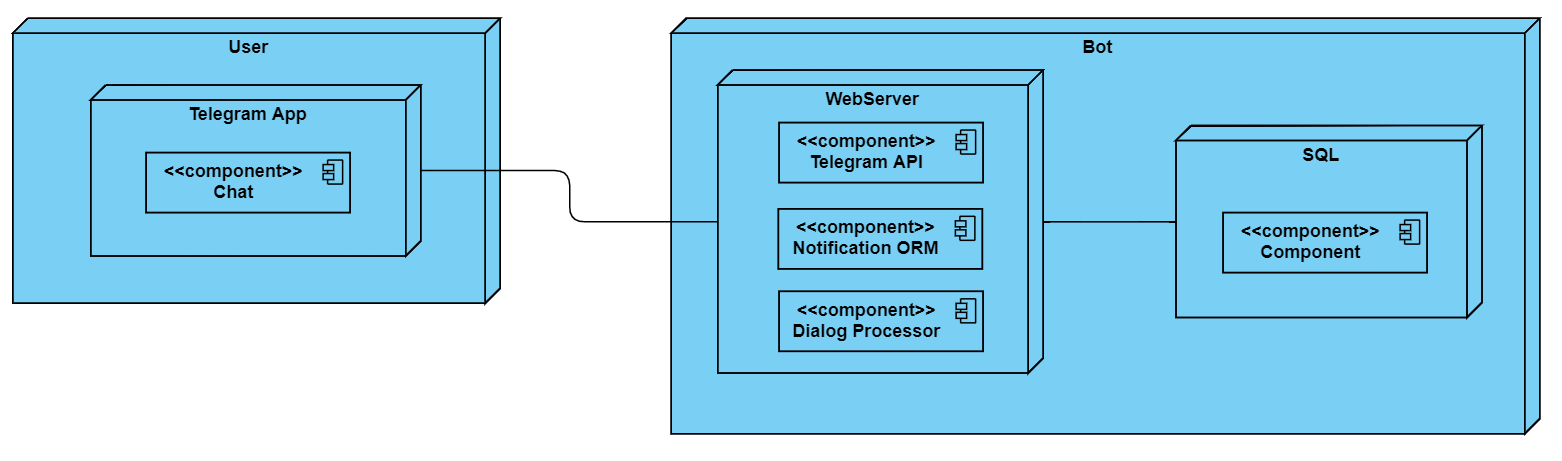 User
Telegram App
<<component>>
Chat
Bot
WebServer
<<component>>
Telegram API
<<component>>
Notification ORM
<<component>>
Dialog Processor
SQL
<<component>>
Component